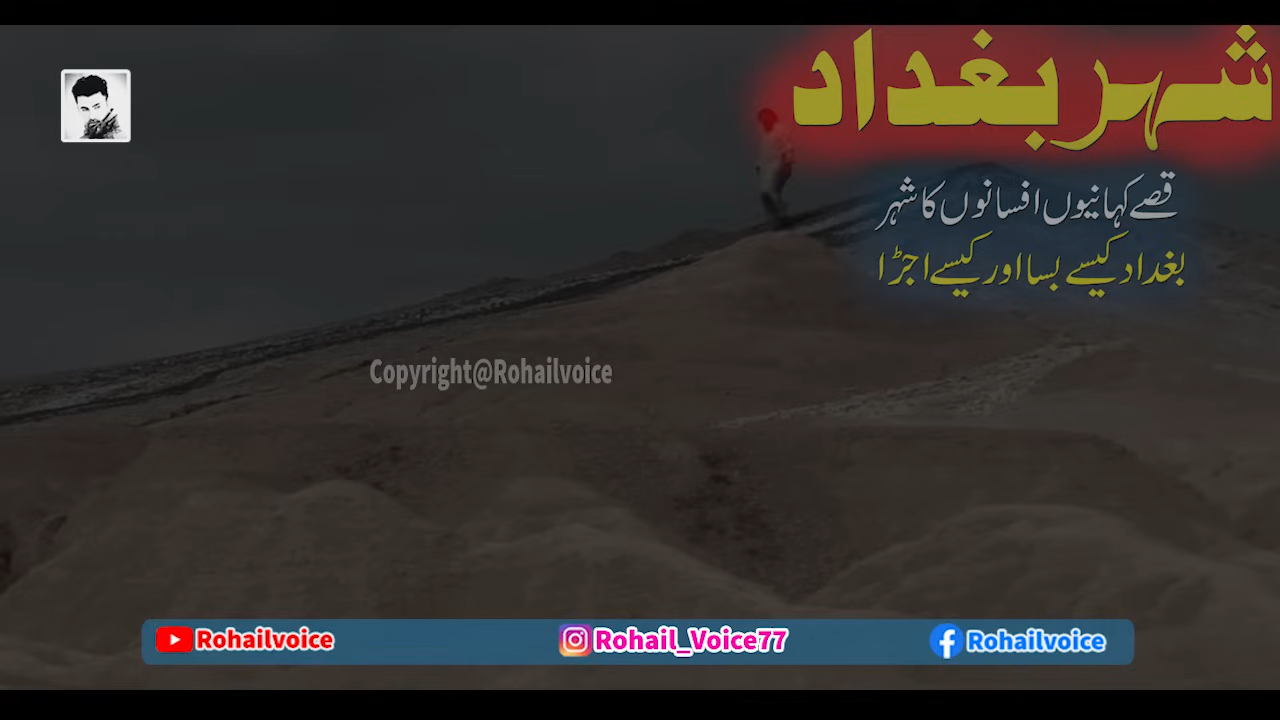 شہر بغداد
قصے کہانیوں افسانوں کا شہر
بغداد کیسے بسا اور کیسے اجڑا
Copyright@Rohailvoice
Rohailvoice
Rohail_Voice77
Rohailvoice